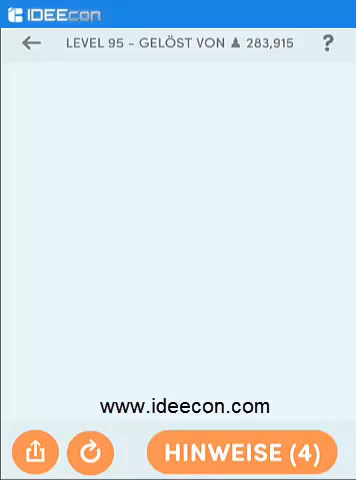 IDEEcon
LEVEL 95 - GELÖST VON 283,915 ?
www.ideecon.com
HINWEISE (4)